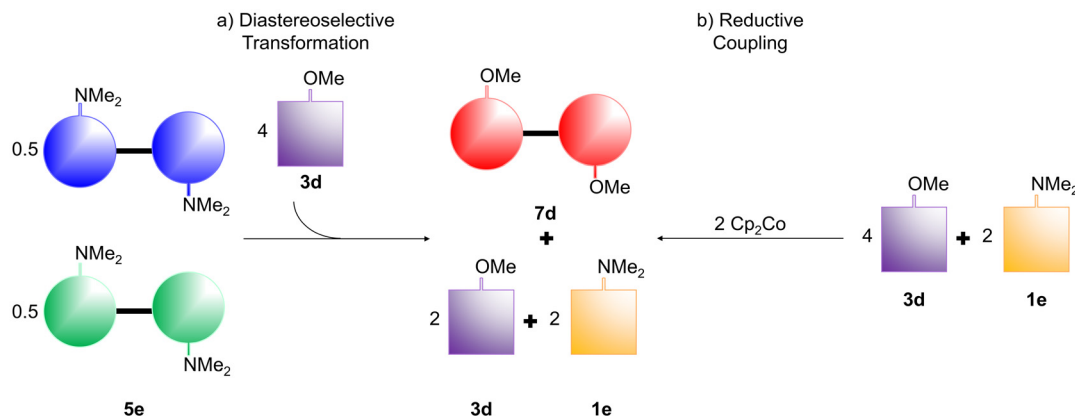 a) Diastereoselective
Transformation
b) Reductive
Coupling
NMe₂
0.5
NMe₂
4
OMe
3d
OMe
OMe
7d
+
2 Cp₂Co
4
OMe
3d
+
2
NMe₂
1e
NMe₂
0.5
NMe₂
5e
2
OMe
3d
+
2
NMe₂
1e